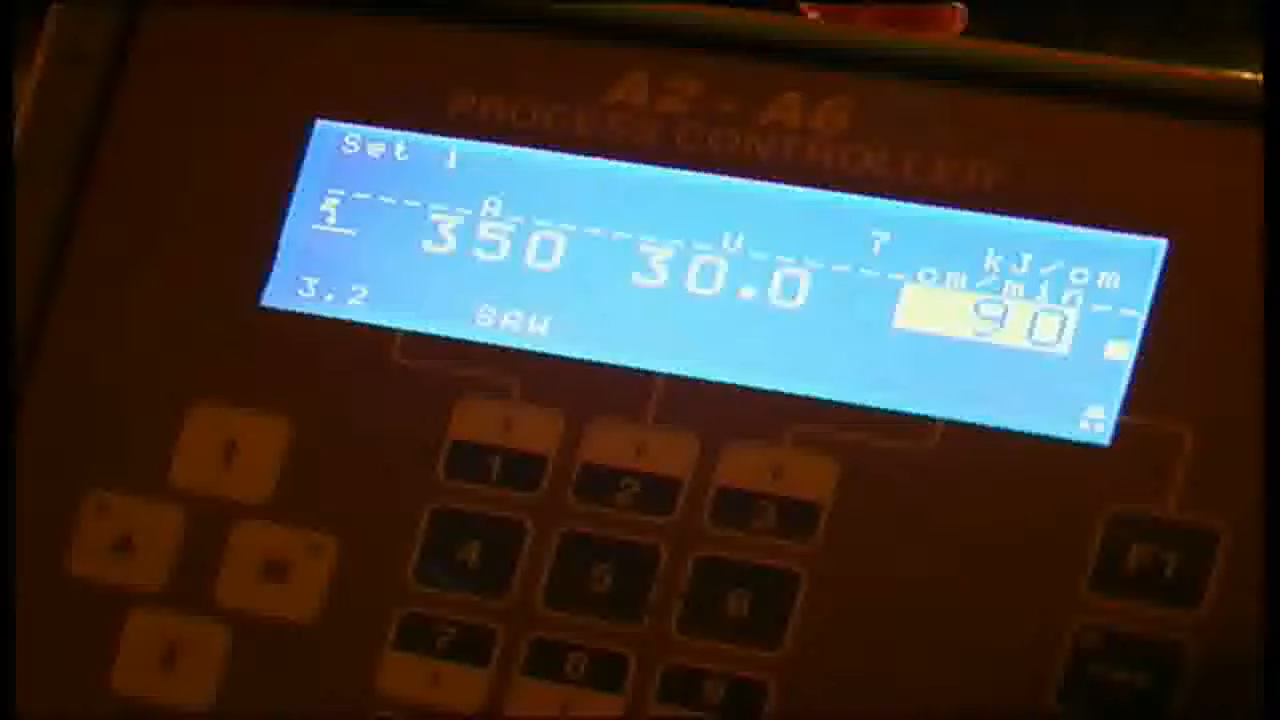 A2 - A6
PROCESS CONTROLLER
Set 1
A V 7 kJ/cm
cm/min
350 30.0 90
3.2 SAW
1 2 3
4 5 6
F1
7 8 9